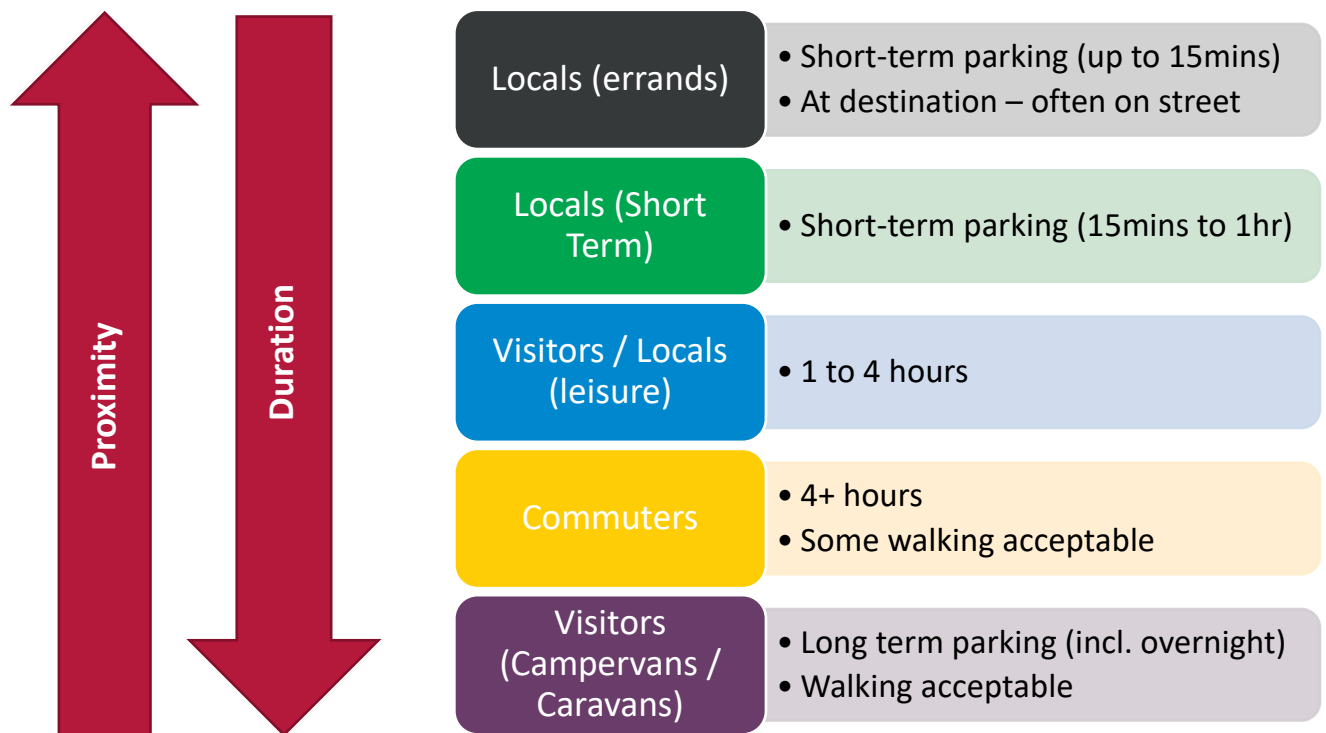 Proximity
Duration
Locals (errands)
• Short-term parking (up to 15mins)
• At destination – often on street
Locals (Short
Term)
• Short-term parking (15mins to 1hr)
Visitors / Locals
(leisure)
• 1 to 4 hours
Commuters
• 4+ hours
• Some walking acceptable
Visitors
(Campervans /
Caravans)
• Long term parking (incl. overnight)
• Walking acceptable